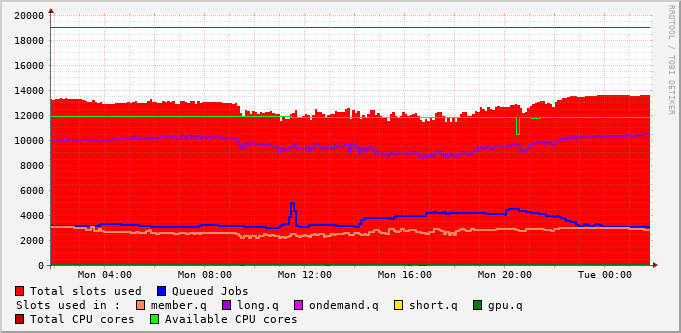 20000
18000
16000
14000
12000
10000
8000
6000
4000
2000
0
Mon 04:00 Mon 08:00 Mon 12:00 Mon 16:00 Mon 20:00 Tue 00:00
Total slots used Queued Jobs
Slots used in : member.q long.q ondemand.q short.q gpu.q
Total CPU cores Available CPU cores
RRDTOOL / TOBI OETIKER